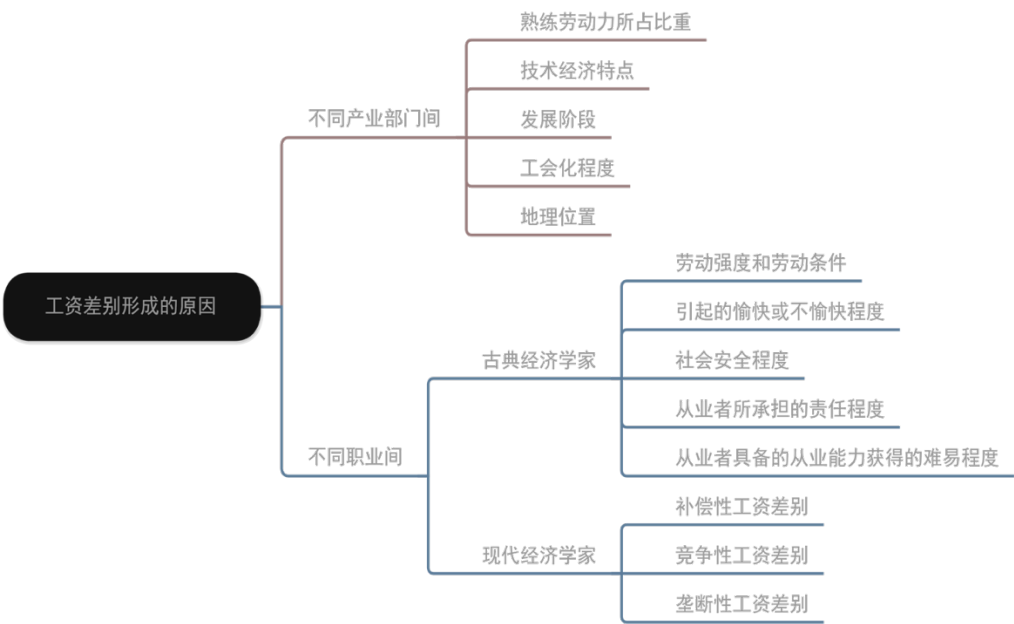 工资差别形成的原因
不同产业部门间
熟练劳动力所占比重
技术经济特点
发展阶段
工会化程度
地理位置
不同职业间
古典经济学家
劳动强度和劳动条件
引起的愉快或不愉快程度
社会安全程度
从业者所承担的责任程度
从业者具备的从业能力获得的难易程度
现代经济学家
补偿性工资差别
竞争性工资差别
垄断性工资差别